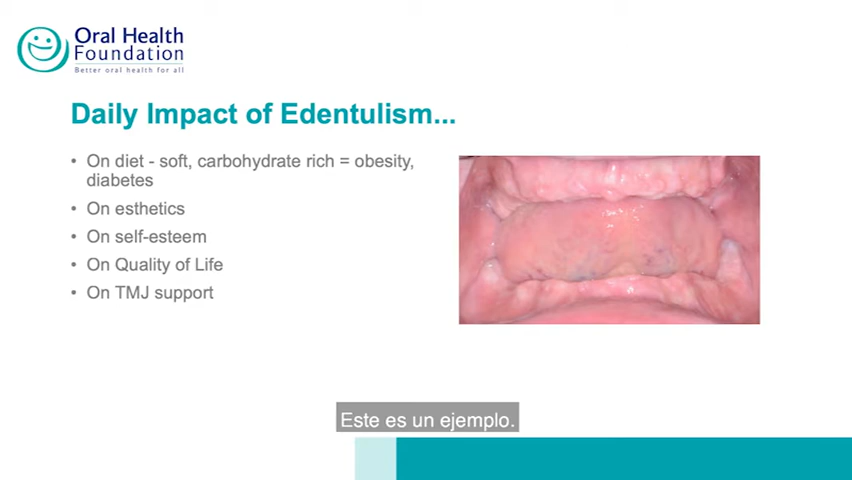 Oral Health
Foundation
Better oral health for all
Daily Impact of Edentulism...
• On diet - soft, carbohydrate rich = obesity,
diabetes
• On esthetics
• On self-esteem
• On Quality of Life
• On TMJ support
Este es un ejemplo.